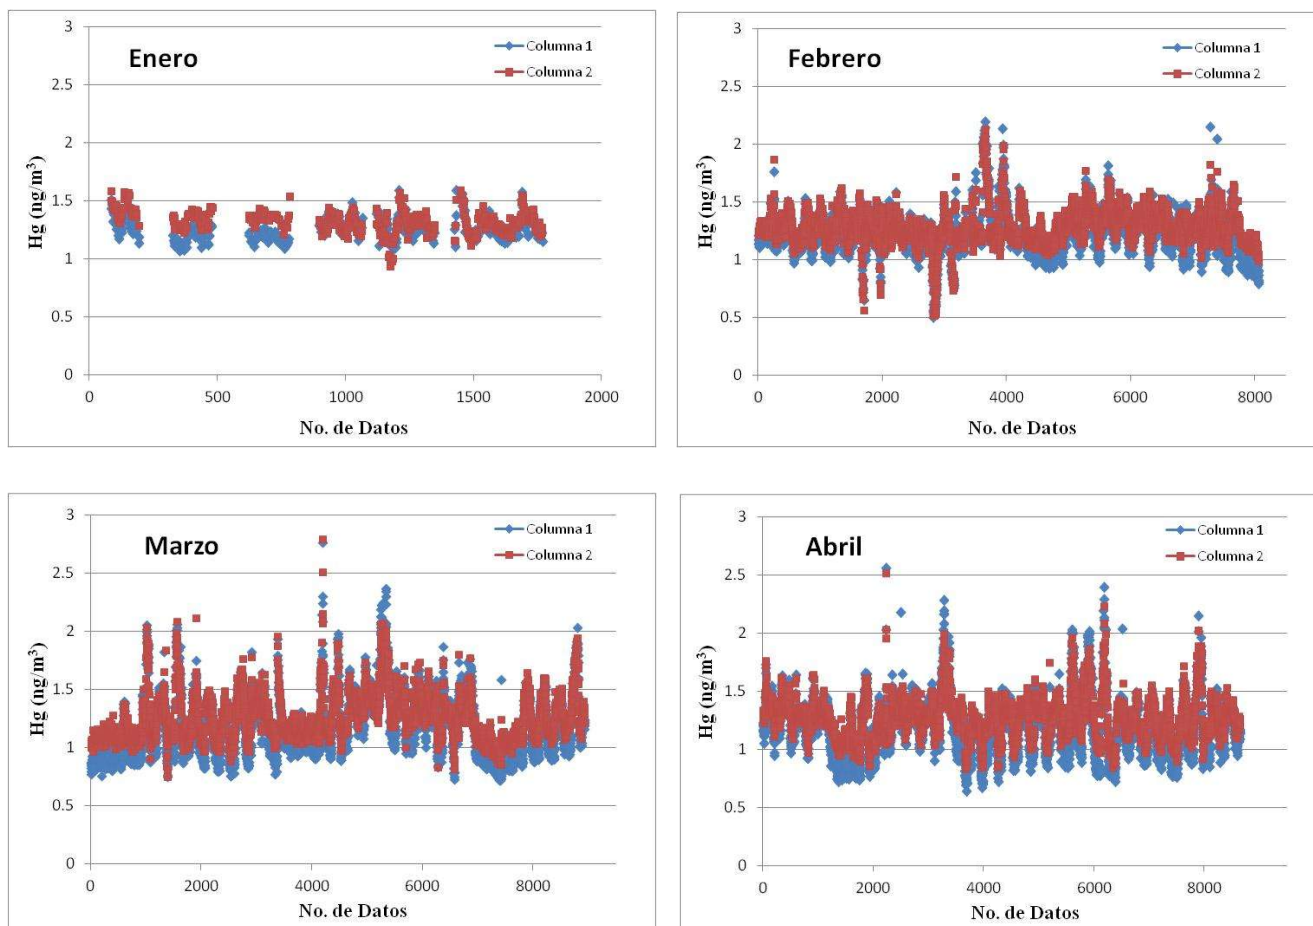 Enero
Columna 1
Columna 2
Hg (ng/m³)
3
2.5
2
1.5
1
0.5
0
0 500 1000 1500 2000
No. de Datos
Febrero
Columna 1
Columna 2
Hg (ng/m³)
3
2.5
2
1.5
1
0.5
0
0 2000 4000 6000 8000
No. de Datos
Marzo
Columna 1
Columna 2
Hg (ng/m³)
3
2.5
2
1.5
1
0.5
0
0 2000 4000 6000 8000
No. de Datos
Abril
Columna 1
Columna 2
Hg (ng/m³)
3
2.5
2
1.5
1
0.5
0
0 2000 4000 6000 8000
No. de Datos